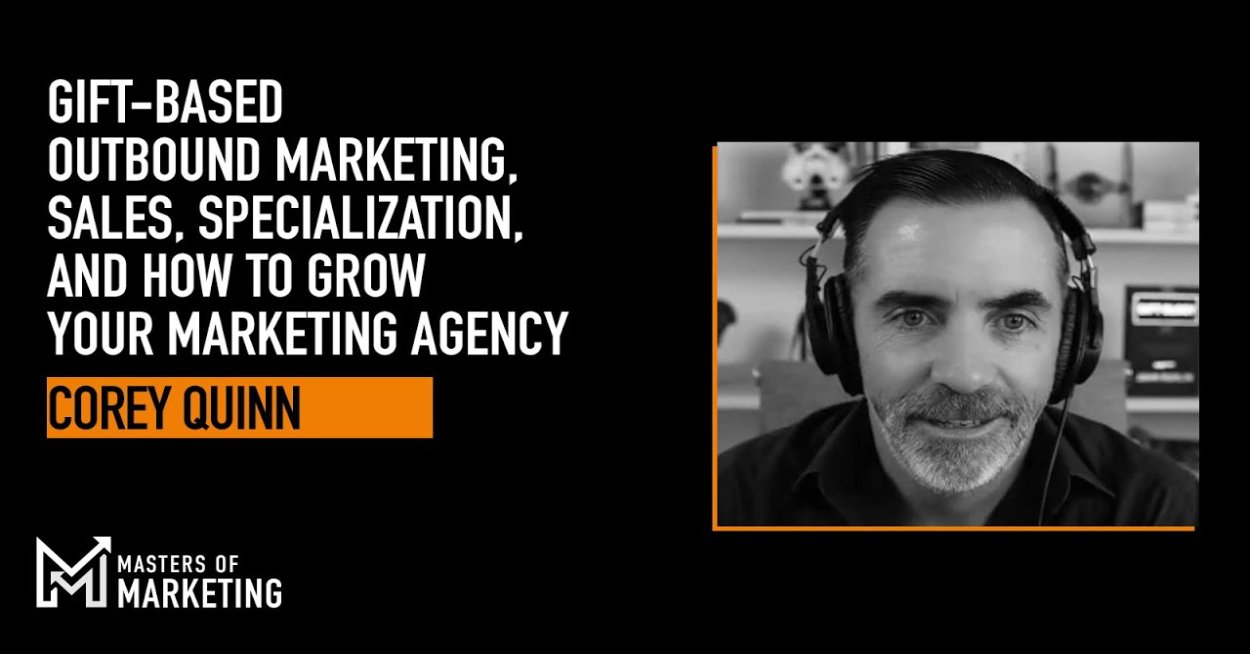 GIFT-BASED
OUTBOUND MARKETING,
SALES, SPECIALIZATION,
AND HOW TO GROW
YOUR MARKETING AGENCY
COREY QUINN
MASTERS OF
MARKETING